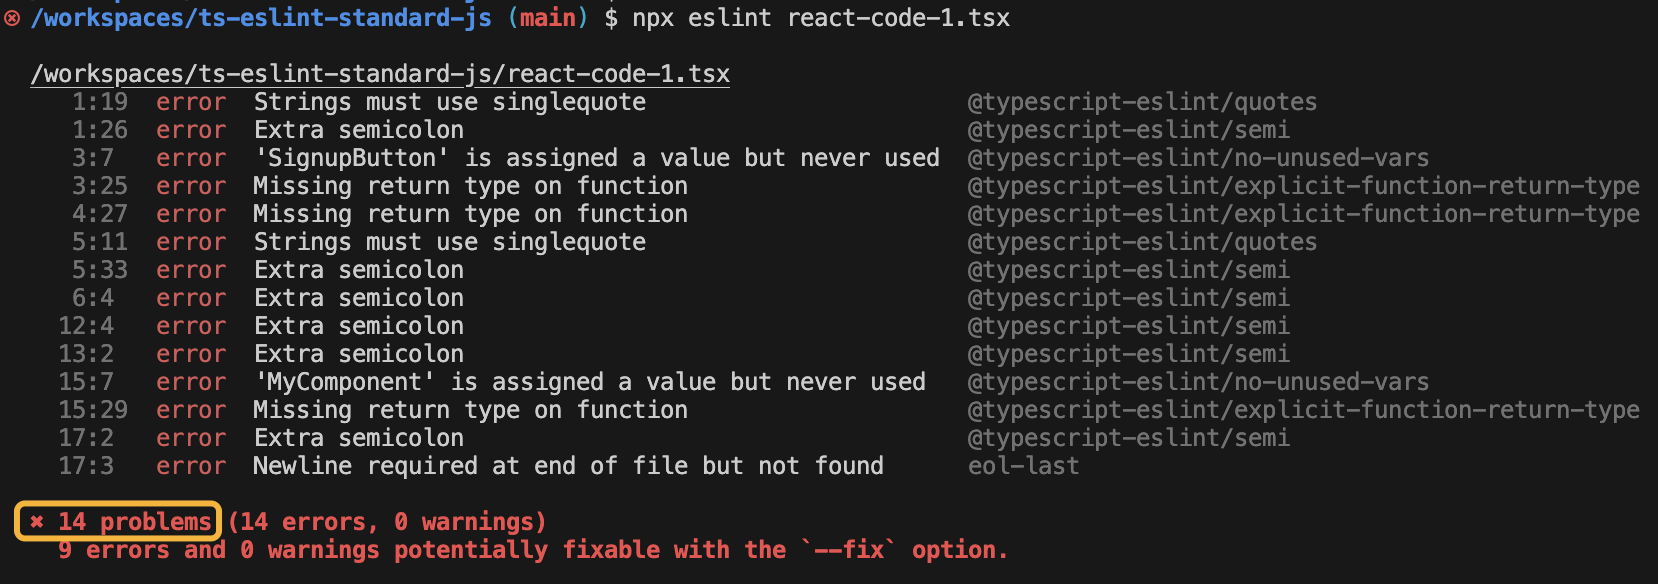 /workspaces/ts-eslint-standard-js (main) $ npx eslint react-code-1.tsx
/workspaces/ts-eslint-standard-js/react-code-1.tsx
1:19 error Strings must use singlequote @typescript-eslint/quotes
1:26 error Extra semicolon @typescript-eslint/semi
3:7 error 'SignupButton' is assigned a value but never used @typescript-eslint/no-unused-vars
3:25 error Missing return type on function @typescript-eslint/explicit-function-return-type
4:27 error Missing return type on function @typescript-eslint/explicit-function-return-type
5:11 error Strings must use singlequote @typescript-eslint/quotes
5:33 error Extra semicolon @typescript-eslint/semi
6:4 error Extra semicolon @typescript-eslint/semi
12:4 error Extra semicolon @typescript-eslint/semi
13:2 error Extra semicolon @typescript-eslint/semi
15:7 error 'MyComponent' is assigned a value but never used @typescript-eslint/no-unused-vars
15:29 error Missing return type on function @typescript-eslint/explicit-function-return-type
17:2 error Extra semicolon @typescript-eslint/semi
17:3 error Newline required at end of file but not found eol-last
✖ 14 problems (14 errors, 0 warnings)
9 errors and 0 warnings potentially fixable with the `--fix` option.